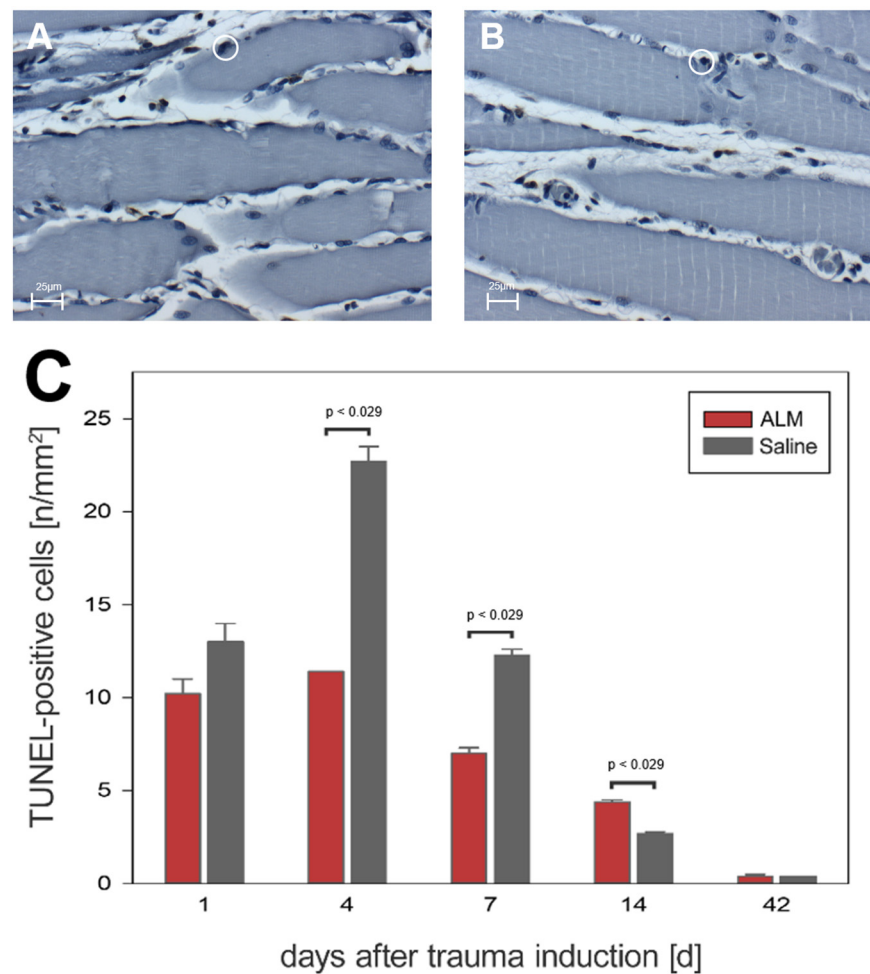 A
B
25µm
25µm
C
TUNEL-positive cells [n/mm²]
25
20
15
10
5
0
p < 0.029
p < 0.029
p < 0.029
ALM
Saline
1 4 7 14 42
days after trauma induction [d]